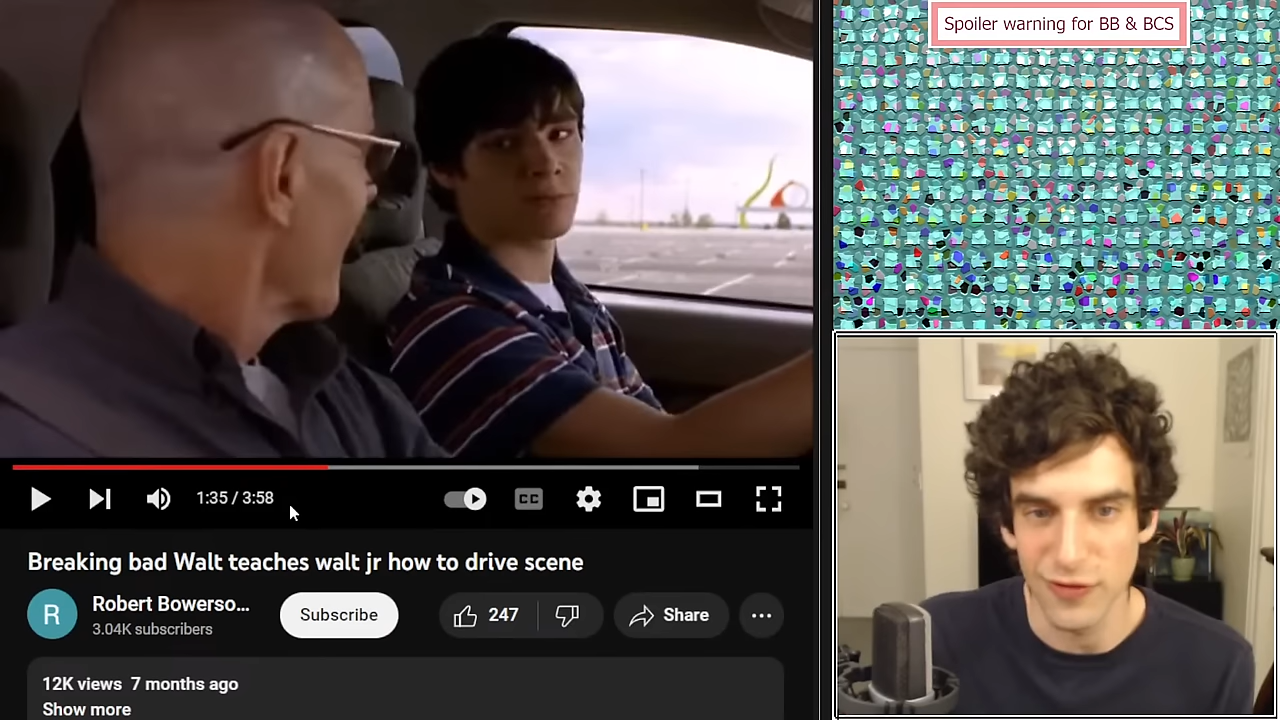 Spoiler warning for BB & BCS
1:35 / 3:58
CC
Breaking bad Walt teaches walt jr how to drive scene
R
Robert Bowerso...
3.04K subscribers
Subscribe
247
Share
12K views 7 months ago
Show more